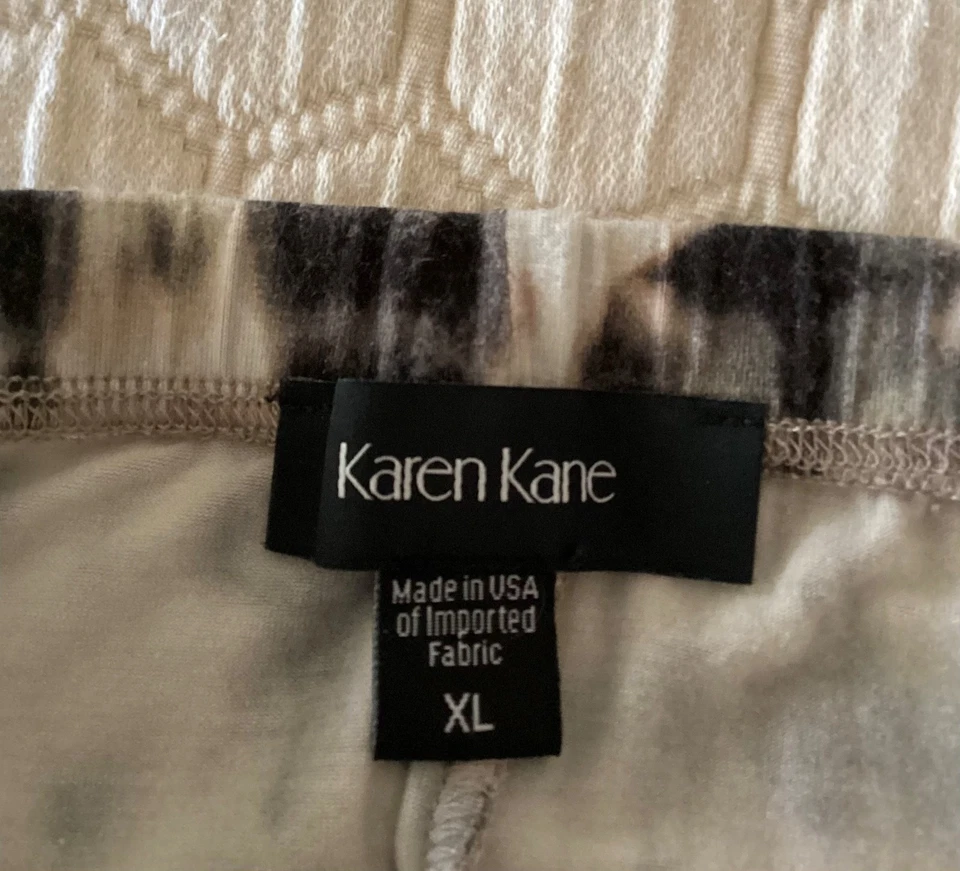 Karen Kane
Made in USA
of Imported
Fabric
XL